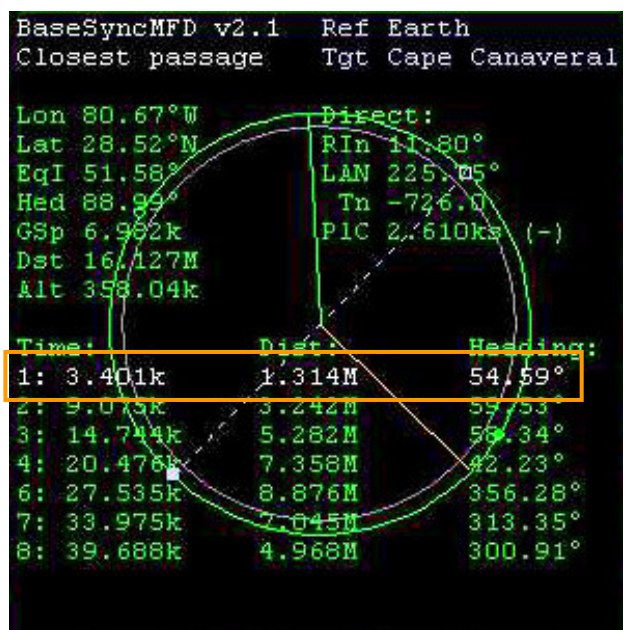 BaseSyncMFD v2.1 Ref Earth
Closest passage Tgt Cape Canaveral
Lon 80.67°W Direct:
Lat 28.52°N RIn 11.80°
EqI 51.58° LAN
Hed 88.99° Tn -726.0
GSp 6.982k PlC 2.610ks (-)
Dst 16.127M
Alt 358.04k
Time: Dist: Heading:
1: 3.401k 1.314M 54.59°
2: 9.075k 3.242M 59.53°
3: 14.744k 5.282M 58.34°
4: 20.476k 7.358M 42.23°
6: 27.535k 8.876M 356.28°
7: 33.975k 7.045M 313.35°
8: 39.688k 4.968M 300.91°